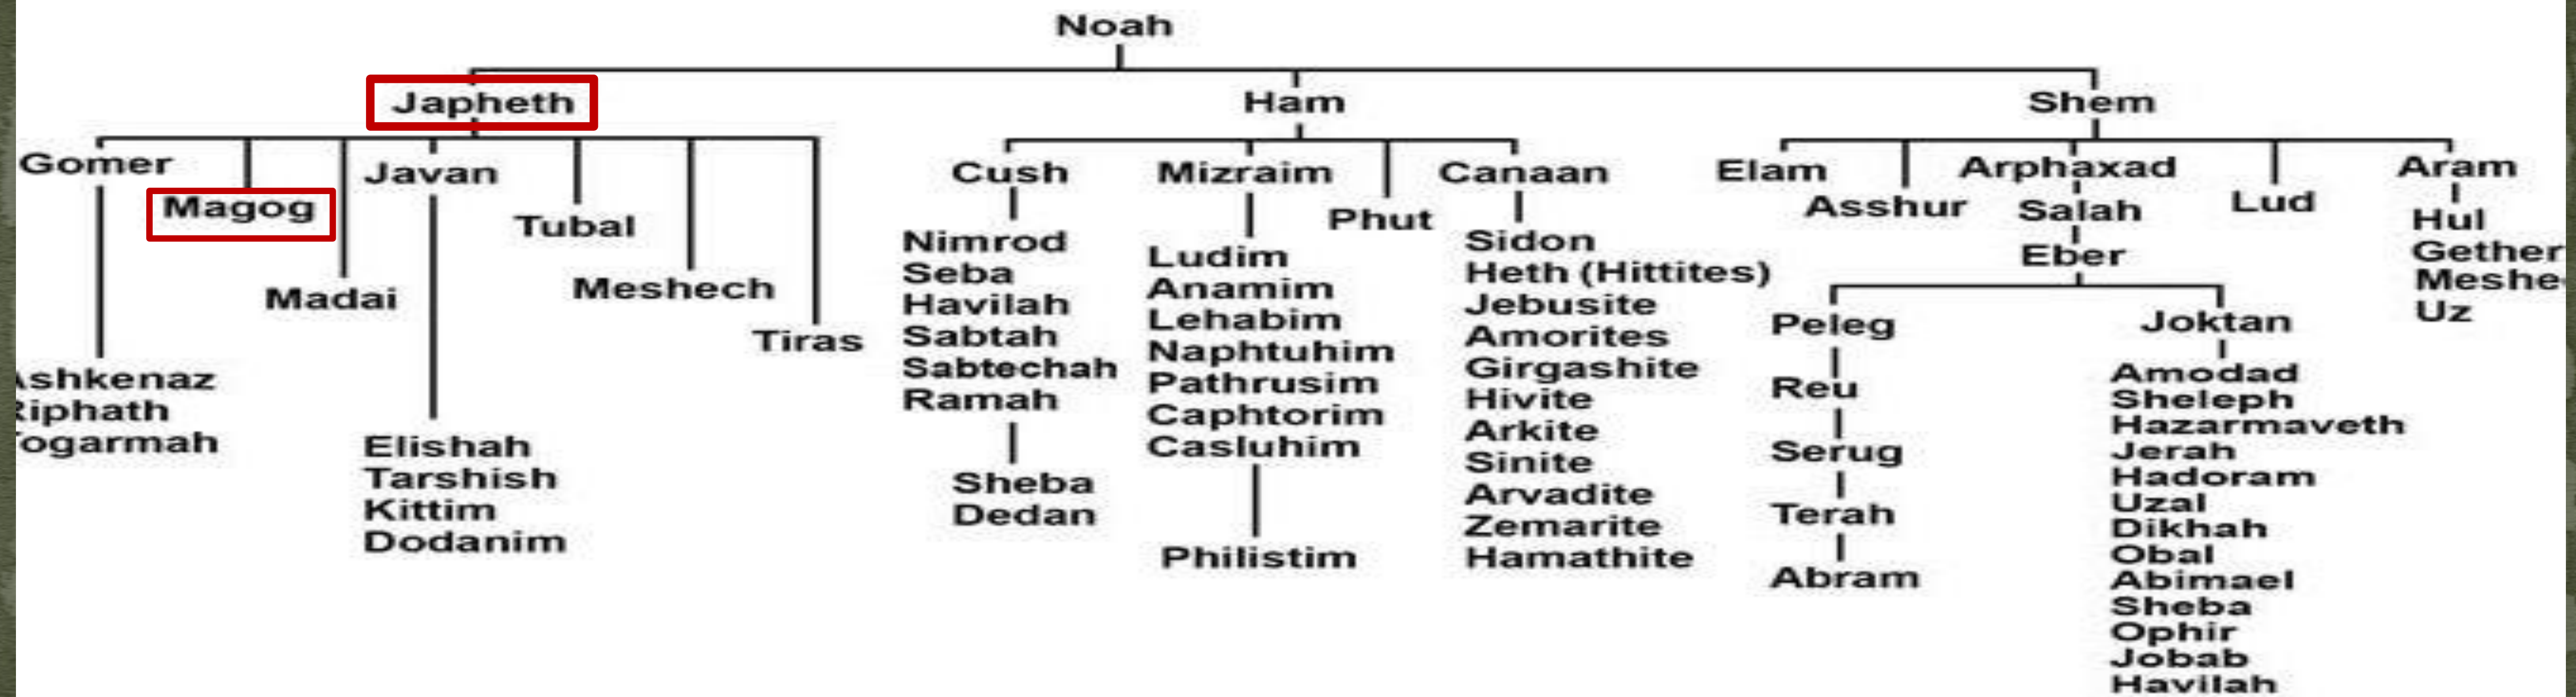 Noah
Japheth
Ham
Shem
Gomer
Magog
Madai
Javan
Tubal
Meshech
Tiras
shkenaz
iphath
ogarmah
Elishah
Tarshish
Kittim
Dodanim
Cush
Nimrod
Seba
Havilah
Sabtah
Sabtechah
Ramah
Sheba
Dedan
Mizraim
Ludim
Anamim
Lehabim
Naphtuhim
Pathrusim
Caphtorim
Casluhim
Philistim
Phut
Canaan
Sidon
Heth (Hittites)
Jebusite
Amorites
Girgashite
Hivite
Arkite
Sinite
Arvadite
Zemarite
Hamathite
Elam
Asshur
Arphaxad
Salah
Eber
Peleg
Reu
Serug
Terah
Abram
Joktan
Amodad
Sheleph
Hazarmaveth
Jerah
Hadoram
Uzal
Dikhah
Obal
Abimael
Sheba
Ophir
Jobab
Havilah
Lud
Aram
Hul
Gether
Meshe
Uz